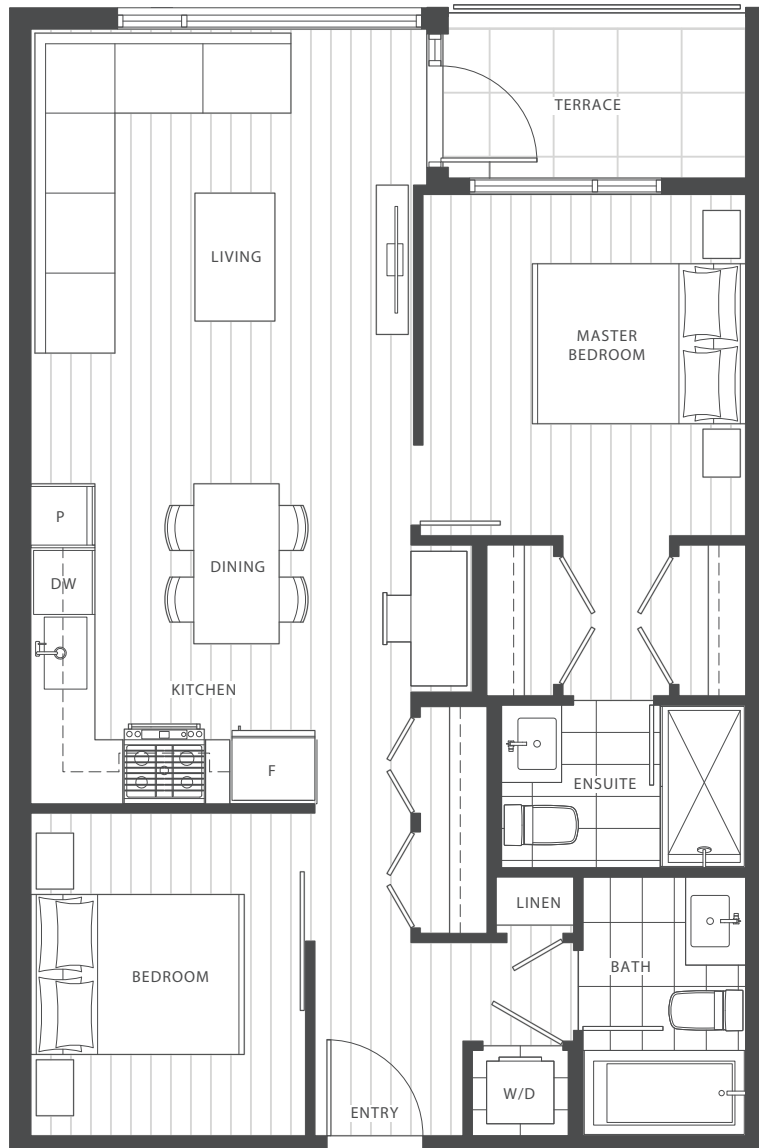 TERRACE
LIVING
MASTER
BEDROOM
P
DW
DINING
KITCHEN
F
ENSUITE
LINEN
BEDROOM
BATH
W/D
ENTRY